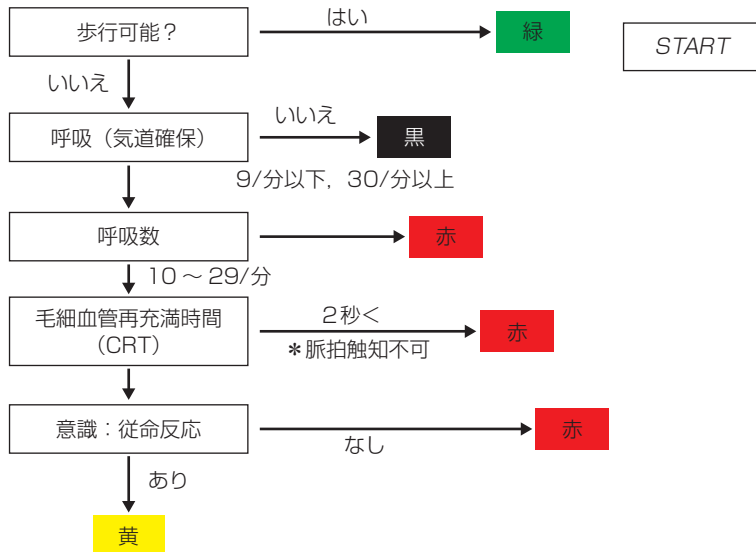 歩行可能？
はい
緑
START
いいえ
呼吸（気道確保）
いいえ
黒
9/分以下，30/分以上
呼吸数
赤
10～29/分
毛細血管再充満時間
（CRT）
2秒<
＊脈拍触知不可
赤
意識：従命反応
なし
赤
あり
黄